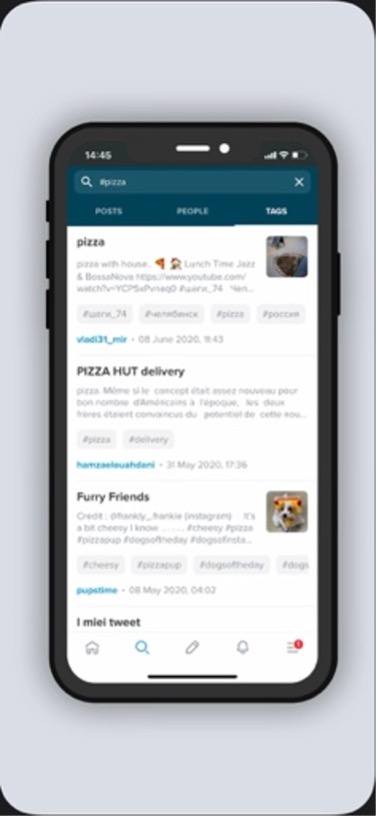 14:45
#pizza
POSTS PEOPLE TAGS
pizza
pizza with house.. 🍕 🏠 Lunch Time Jazz
& BossaNova https://www.youtube.com/
#шаги_74 Чел...
#шаги_74 #челябинск #pizza #россия
vladi31_mir • 08 June 2020, 11:43
PIZZA HUT delivery
pizza. Même si le concept était assez nouveau pour
bon nombre d'Américains à l'époque, les deux
frères étaient convaincus du potentiel de cette nou...
#pizza #delivery
hamzaelouahdani • 31 May 2020, 17:36
Furry Friends
Credit : @frankly_frankie (instagram) It's
a bit cheesy I know ...... #cheesy #pizza
#pizzapup #dogsoftheday #dogsofinsta...
#cheesy #pizzapup #dogsoftheday #dogs
pupstime • 08 May 2020, 04:02
I miei tweet
1